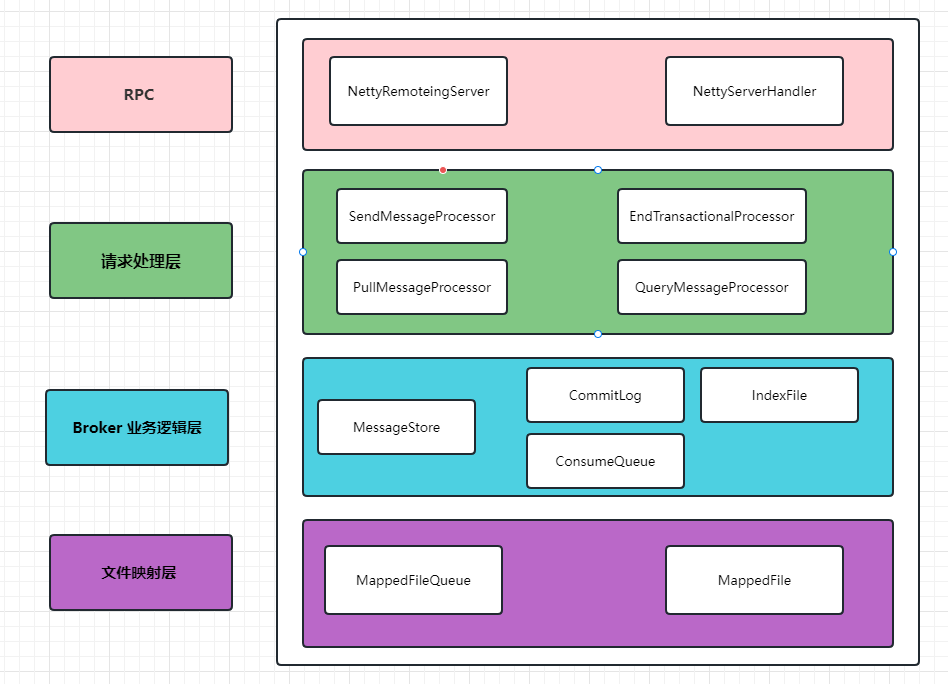 RPC
NettyRemoteingServer
NettyServerHandler
请求处理层
SendMessageProcessor
EndTransactionalProcessor
PullMessageProcessor
QueryMessageProcessor
Broker 业务逻辑层
MessageStore
CommitLog
IndexFile
ConsumeQueue
文件映射层
MappedFileQueue
MappedFile